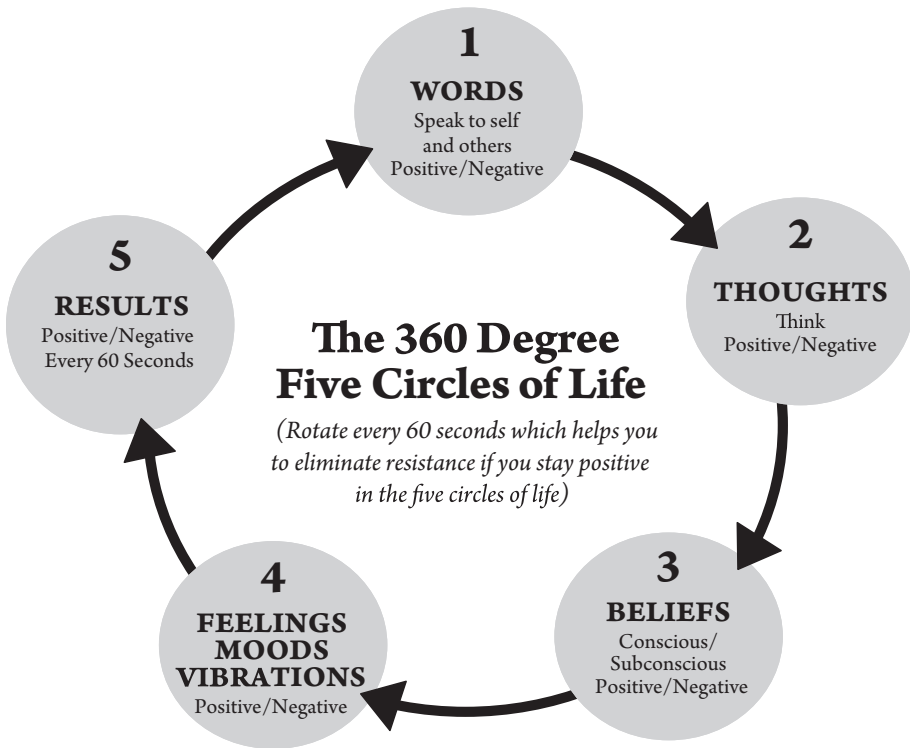 1
WORDS
Speak to self
and others
Positive/Negative
2
THOUGHTS
Think
Positive/Negative
3
BELIEFS
Conscious/
Subconscious
Positive/Negative
4
FEELINGS
MOODS
VIBRATIONS
Positive/Negative
5
RESULTS
Positive/Negative
Every 60 Seconds
The 360 Degree
Five Circles of Life
(Rotate every 60 seconds which helps you
to eliminate resistance if you stay positive
in the five circles of life)